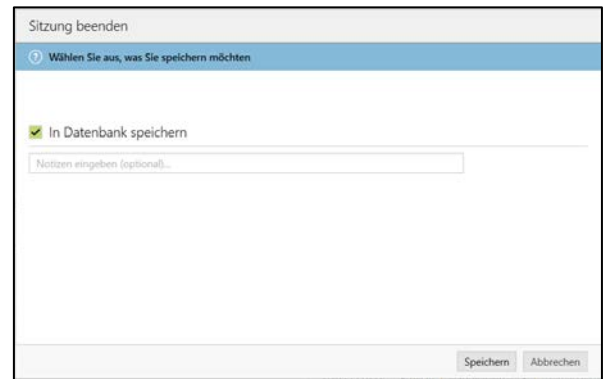 Sitzung beenden
Wählen Sie aus, was Sie speichern möchten
In Datenbank speichern
Notizen eingeben (optional)...
Speichern Abbrechen